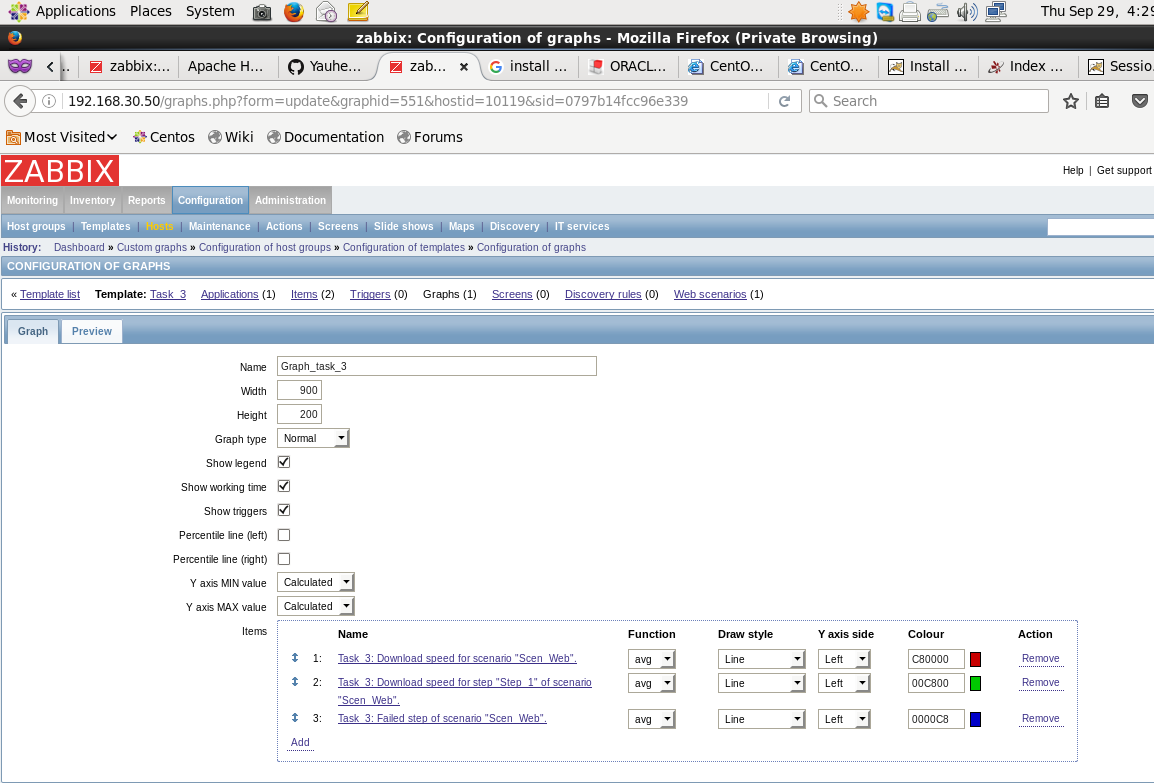 Applications Places System Thu Sep 29, 4:29
zabbix: Configuration of graphs - Mozilla Firefox (Private Browsing)
.. zabbix:... Apache H... Yauhe... zab... × install ... ORACL... CentO... CentO... Install ... Index ... Sessio.
192.168.30.50/graphs.php?form=update&graphid=551&hostid=10119&sid=0797b14fcc96e339 Search
Most Visited Centos Wiki Documentation Forums
ZABBIX
Help | Get support
Monitoring Inventory Reports Configuration Administration
Host groups | Templates | Hosts | Maintenance | Actions | Screens | Slide shows | Maps | Discovery | IT services
History: Dashboard » Custom graphs » Configuration of host groups » Configuration of templates » Configuration of graphs
CONFIGURATION OF GRAPHS
« Template list Template: Task_3 Applications (1) Items (2) Triggers (0) Graphs (1) Screens (0) Discovery rules (0) Web scenarios (1)
Graph Preview
Name Graph_task_3
Width 900
Height 200
Graph type Normal
Show legend
Show working time
Show triggers
Percentile line (left)
Percentile line (right)
Y axis MIN value Calculated
Y axis MAX value Calculated
Items Name Function Draw style Y axis side Colour Action
1: Task_3: Download speed for scenario "Scen_Web". avg Line Left C80000 Remove
2: Task_3: Download speed for step "Step_1" of scenario avg Line Left 00C800 Remove
"Scen_Web".
3: Task_3: Failed step of scenario "Scen_Web". avg Line Left 0000C8 Remove
Add